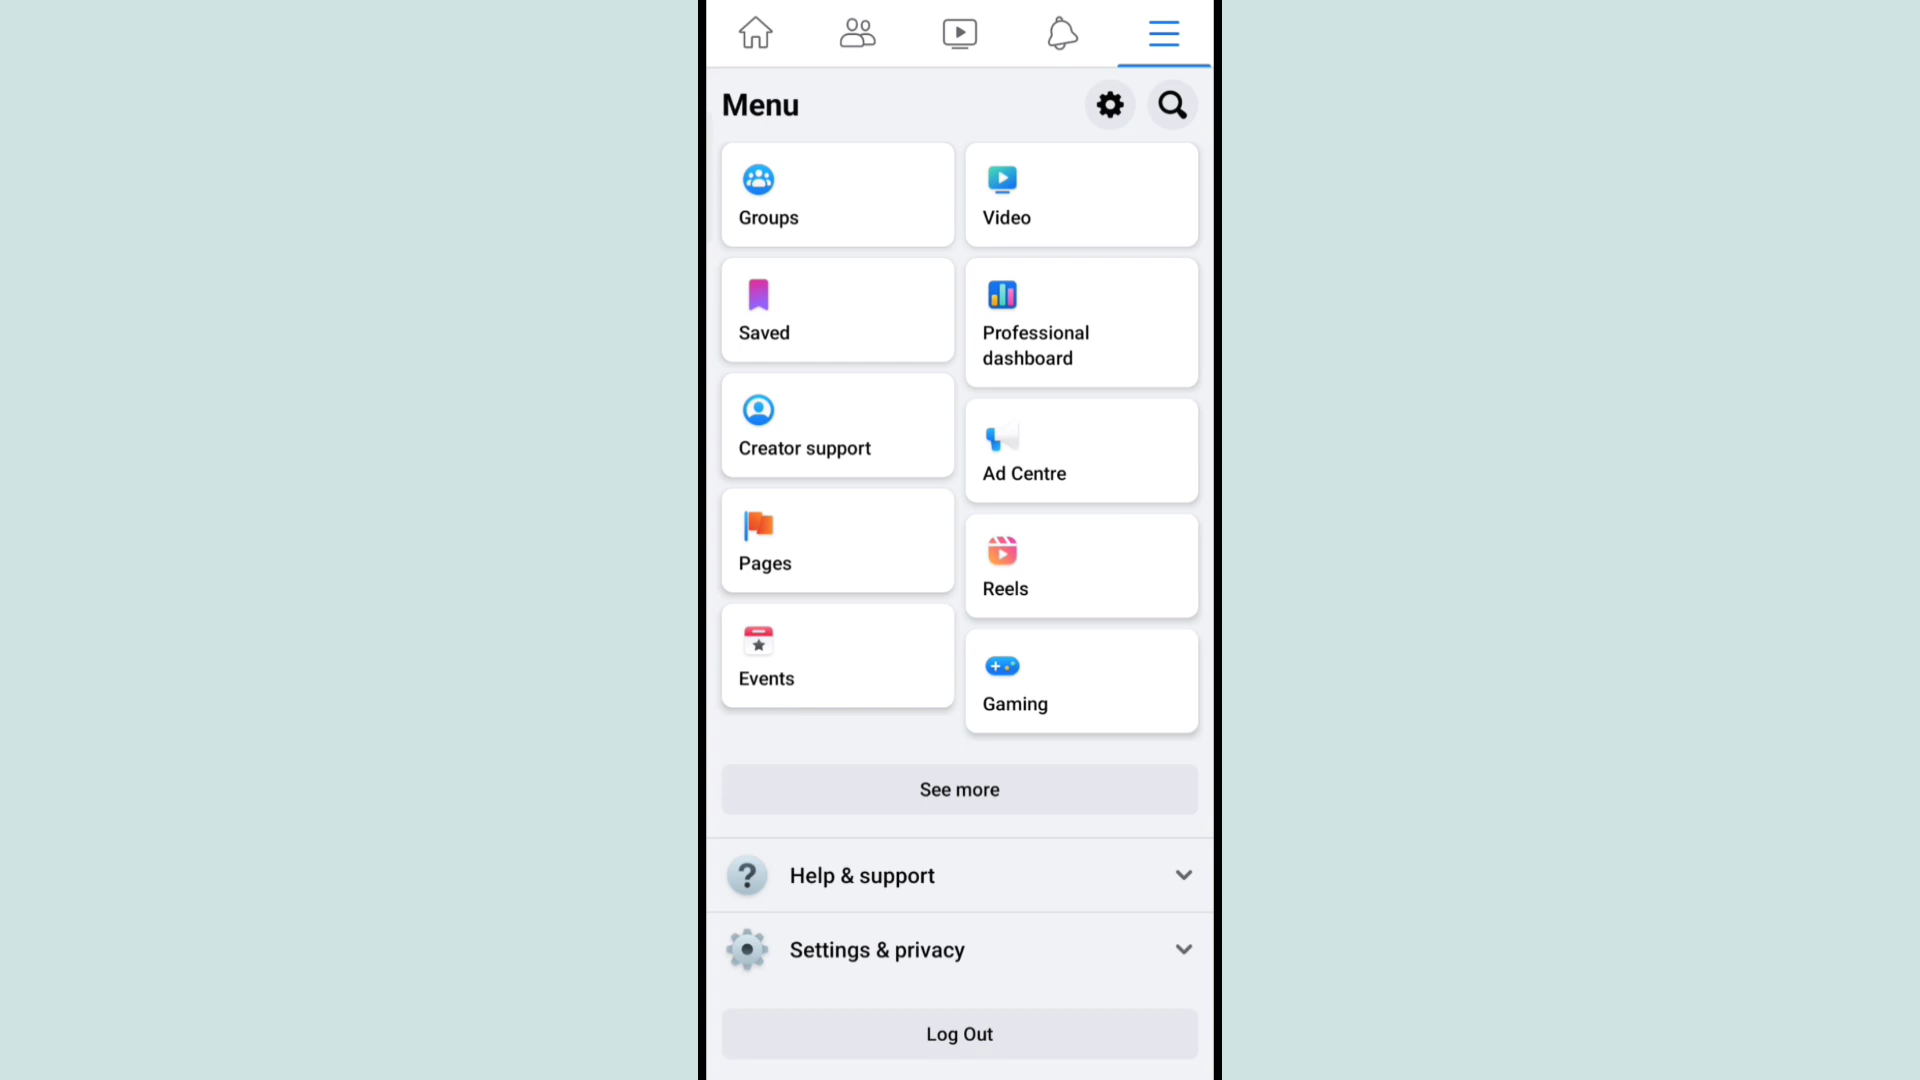 Menu
Groups
Video
Saved
Professional
dashboard
Creator support
Ad Centre
Pages
Reels
Events
Gaming
See more
? Help & support
Settings & privacy
Log Out